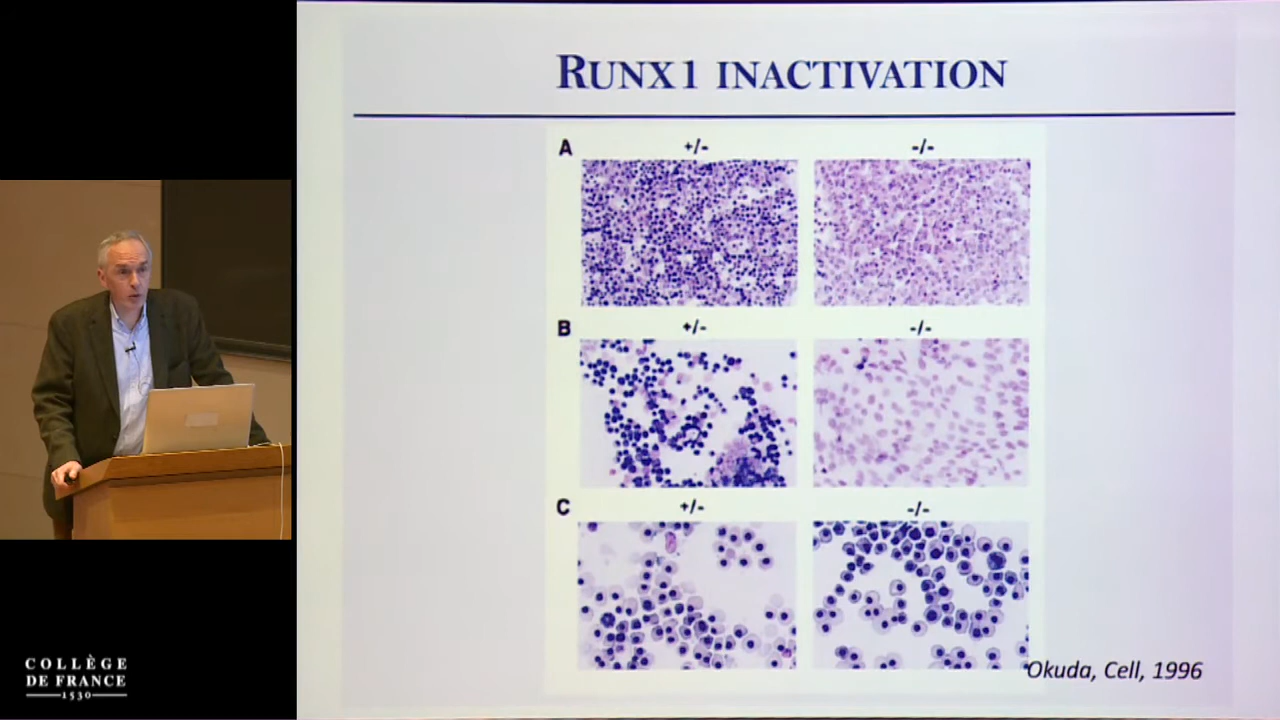 RUNX1 INACTIVATION
A
+/-
-/-
B
+/-
-/-
C
+/-
-/-
Okuda, Cell, 1996
COLLÈGE
DE FRANCE
1530